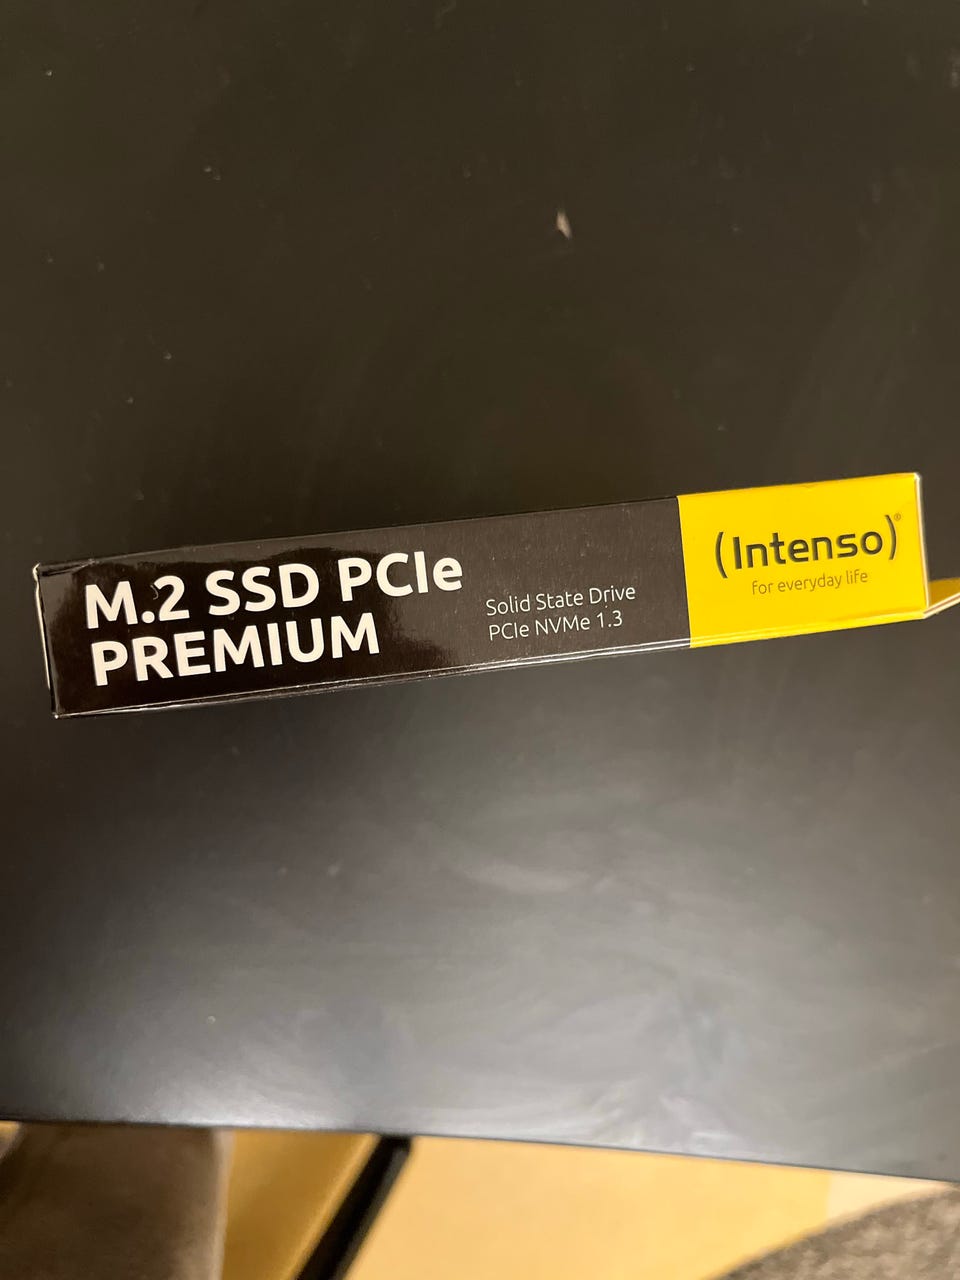 M.2 SSD PCIe
PREMIUM
Solid State Drive
PCIe NVMe 1.3
(Intenso)®
for everyday life